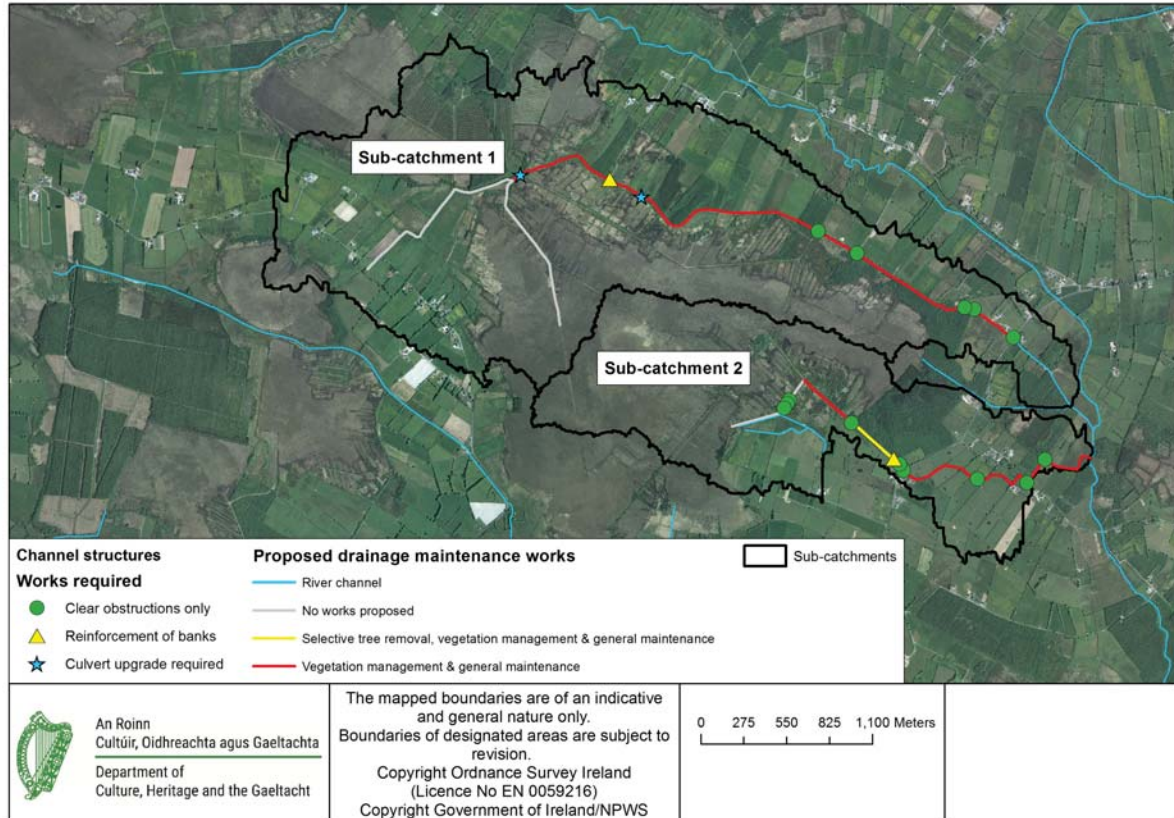 Sub-catchment 1
Sub-catchment 2
Channel structures
Works required
Clear obstructions only
Reinforcement of banks
Culvert upgrade required
Proposed drainage maintenance works
River channel
No works proposed
Selective tree removal, vegetation management & general maintenance
Vegetation management & general maintenance
Sub-catchments
An Roinn
Cultúir, Oidhreachta agus Gaeltachta
Department of
Culture, Heritage and the Gaeltacht
The mapped boundaries are of an indicative
and general nature only.
Boundaries of designated areas are subject to
revision.
Copyright Ordnance Survey Ireland
(Licence No EN 0059216)
Copyright Government of Ireland/NPWS
0 275 550 825 1,100 Meters